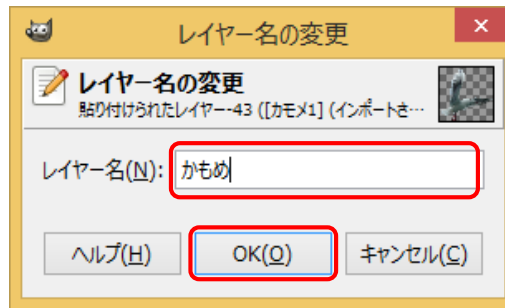 レイヤー名の変更
レイヤー名の変更
貼り付けられたレイヤー-43 ([カモメ1] (インポートさ…
レイヤー名(N): かもめ
ヘルプ(H) OK(O) キャンセル(C)